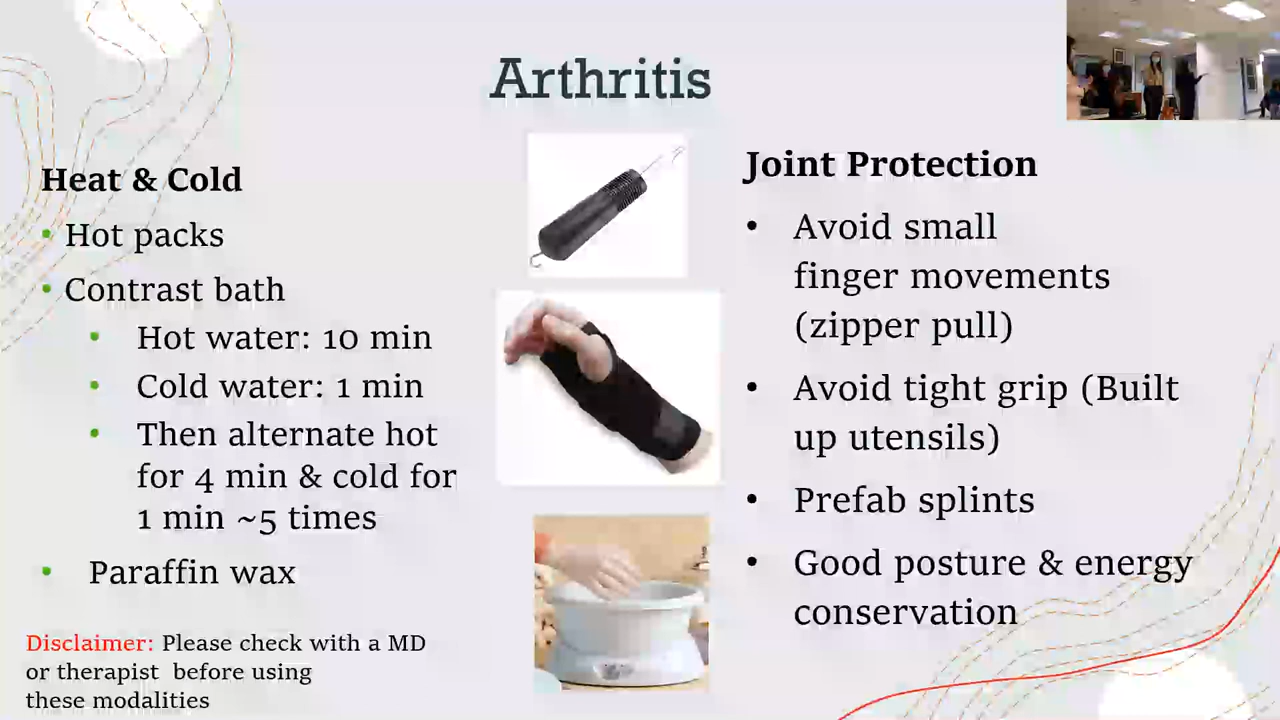 Arthritis
Heat & Cold
• Hot packs
• Contrast bath
• Hot water: 10 min
• Cold water: 1 min
• Then alternate hot
for 4 min & cold for
1 min ~5 times
• Paraffin wax
Disclaimer: Please check with a MD
or therapist before using
these modalities
Joint Protection
• Avoid small
finger movements
(zipper pull)
• Avoid tight grip (Built
up utensils)
• Prefab splints
• Good posture & energy
conservation